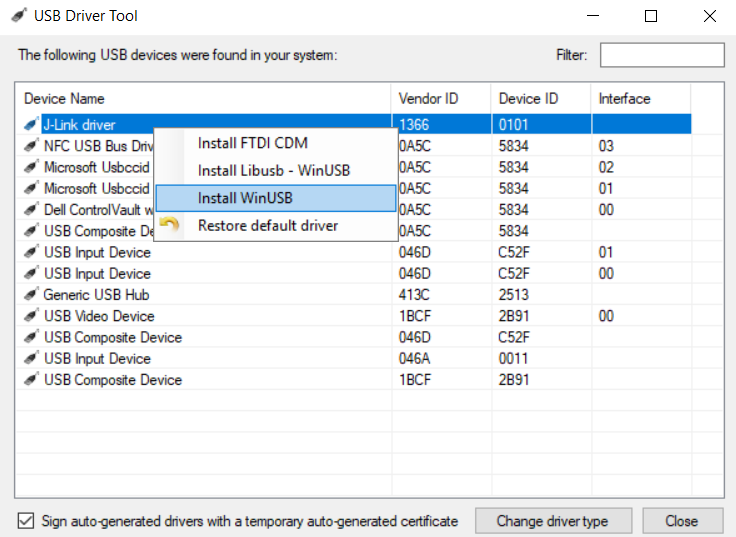 USB Driver Tool
The following USB devices were found in your system:
Filter:
Device Name Vendor ID Device ID Interface
J-Link driver 1366 0101
NFC USB Bus Driv 0A5C 5834 03
Microsoft Usbccid 0A5C 5834 02
Microsoft Usbccid 0A5C 5834 01
Dell ControlVault w 0A5C 5834 00
USB Composite De 0A5C 5834
USB Input Device 046D C52F 01
USB Input Device 046D C52F 00
Generic USB Hub 413C 2513
USB Video Device 1BCF 2B91 00
USB Composite Device 046D C52F
USB Input Device 046A 0011
USB Composite Device 1BCF 2B91
Install FTDI CDM
Install Libusb - WinUSB
Install WinUSB
Restore default driver
Sign auto-generated drivers with a temporary auto-generated certificate
Change driver type
Close